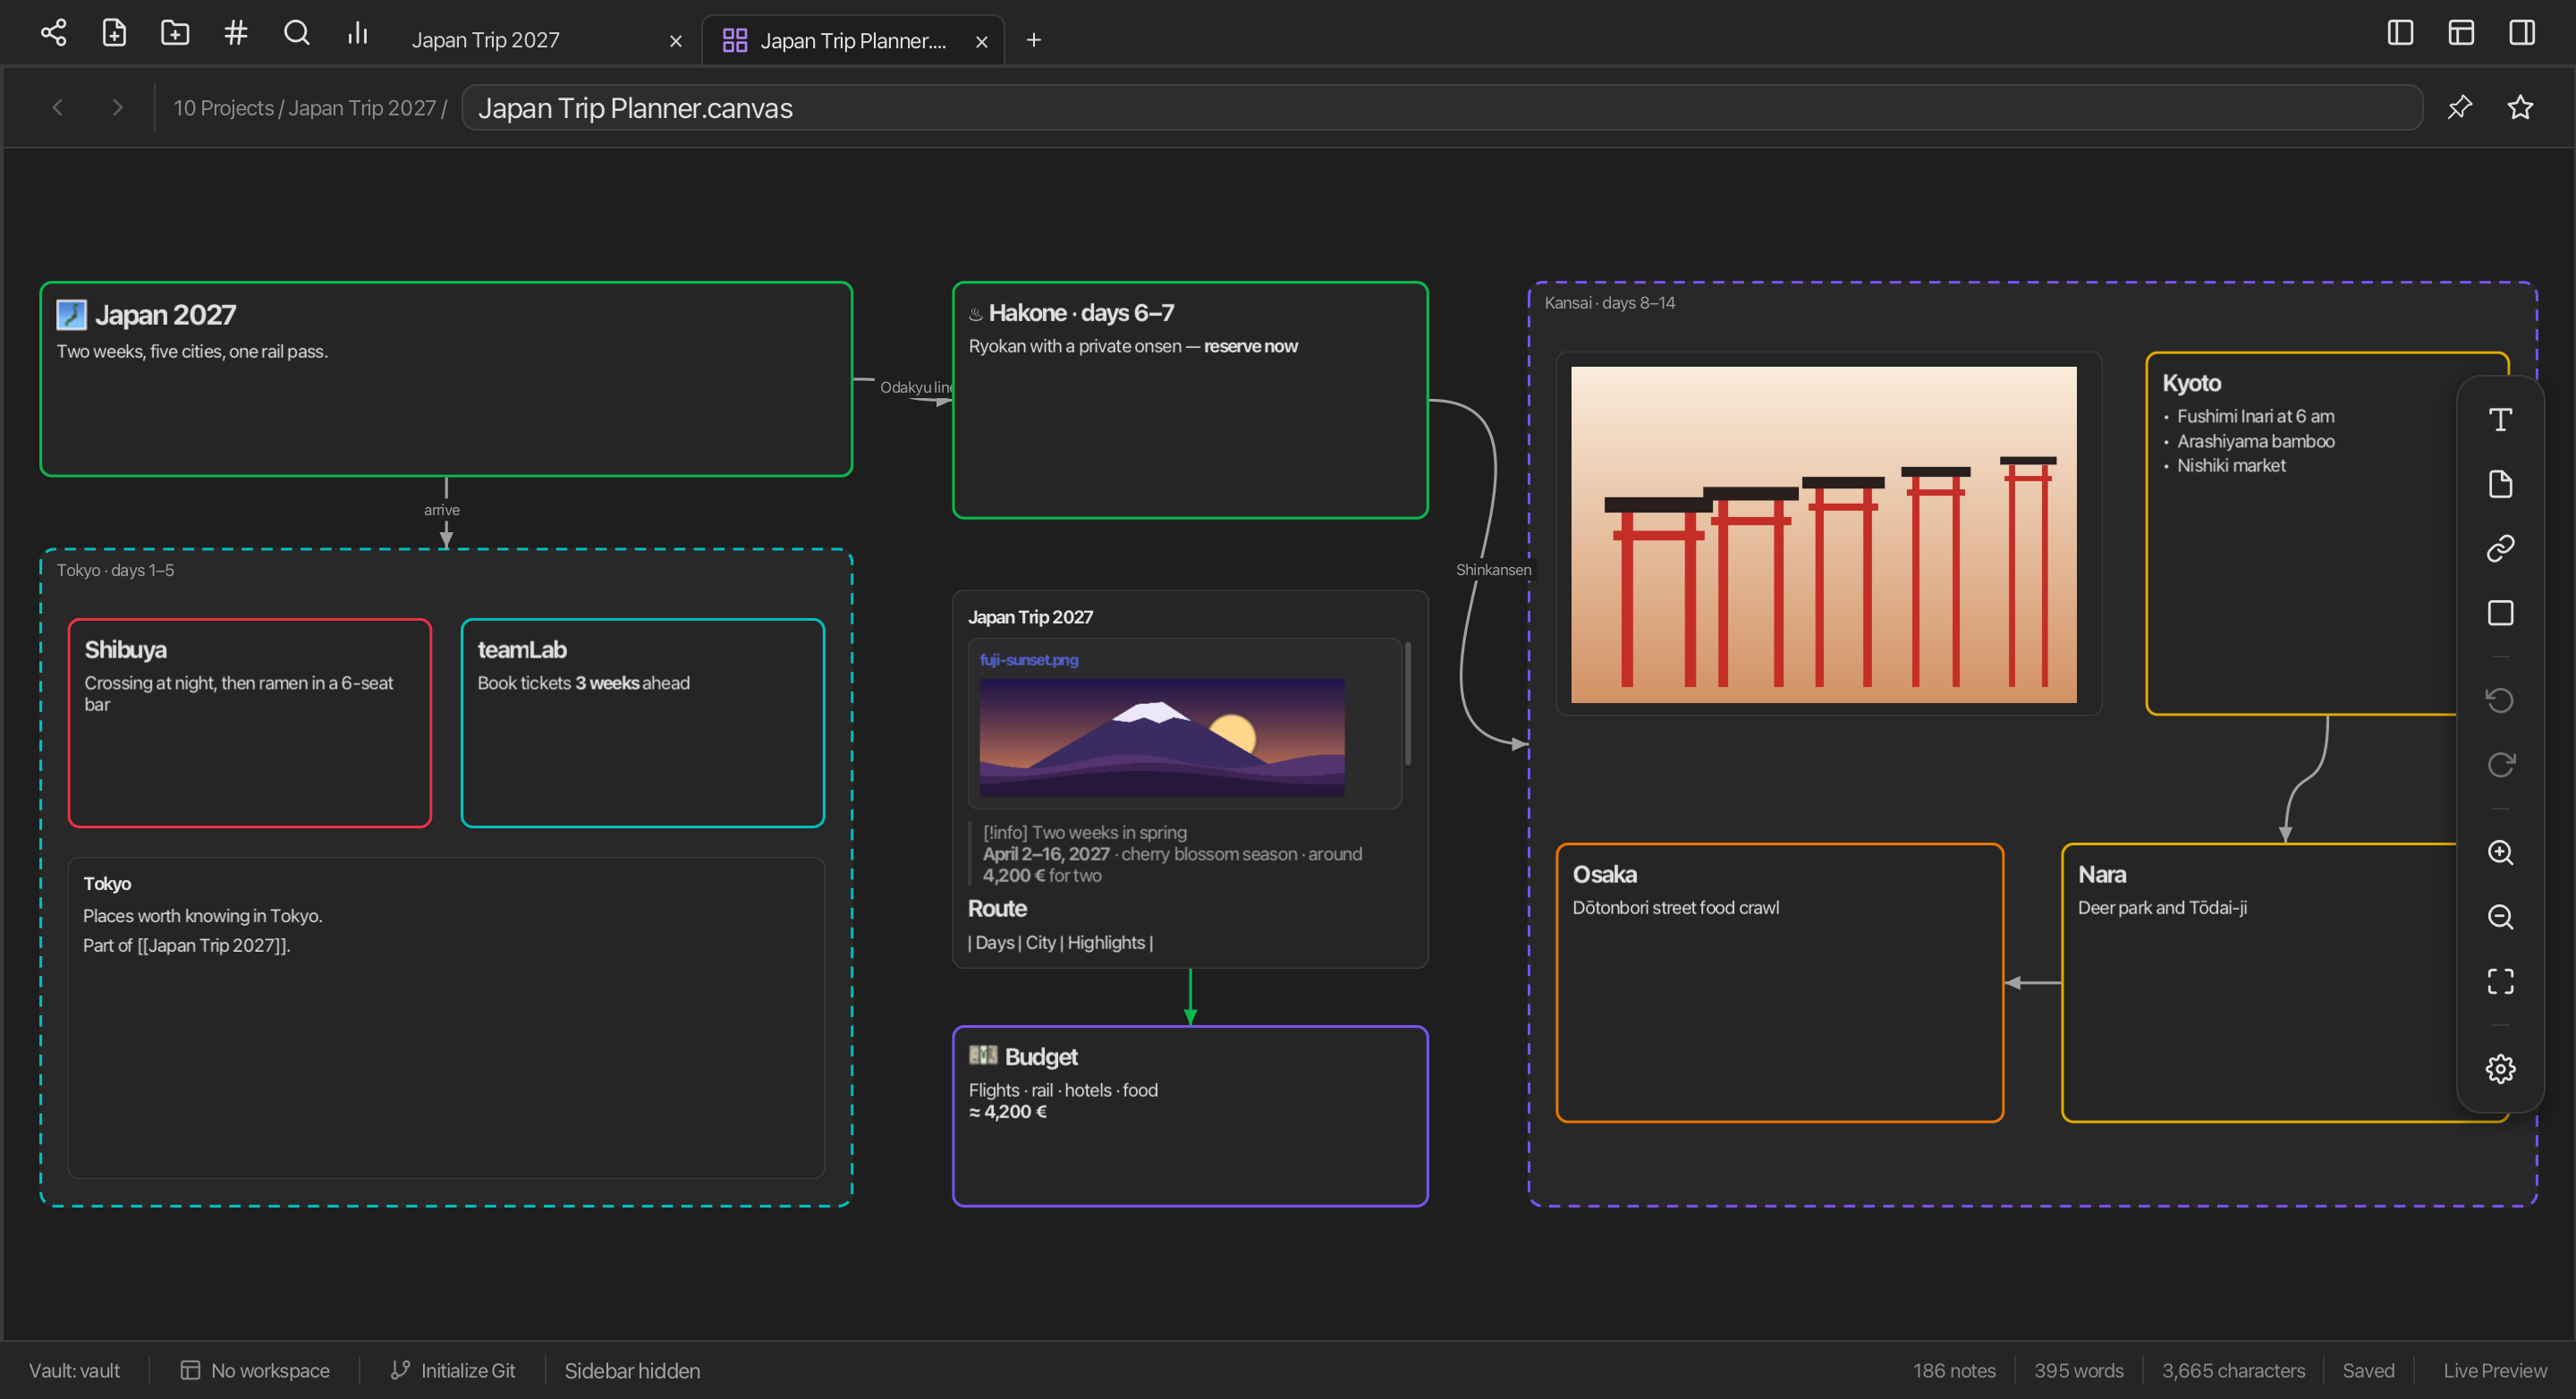 Japan Trip 2027
Japan Trip Planner....
10 Projects / Japan Trip 2027 /
Japan Trip Planner.canvas
Japan 2027
Two weeks, five cities, one rail pass.
Odakyu line
arrive
Tokyo · days 1–5
Shibuya
Crossing at night, then ramen in a 6-seat
bar
teamLab
Book tickets 3 weeks ahead
Tokyo
Places worth knowing in Tokyo.
Part of [[Japan Trip 2027]].
♨ Hakone · days 6–7
Ryokan with a private onsen — reserve now
Shinkansen
Japan Trip 2027
fuji-sunset.png
[!info] Two weeks in spring
April 2–16, 2027 · cherry blossom season · around
4,200 € for two
Route
| Days | City | Highlights |
Budget
Flights · rail · hotels · food
≈ 4,200 €
Kansai · days 8–14
Kyoto
• Fushimi Inari at 6 am
• Arashiyama bamboo
• Nishiki market
Osaka
Dōtonbori street food crawl
Nara
Deer park and Tōdai-ji
Vault: vault
No workspace
Initialize Git
Sidebar hidden
186 notes
395 words
3,665 characters
Saved
Live Preview